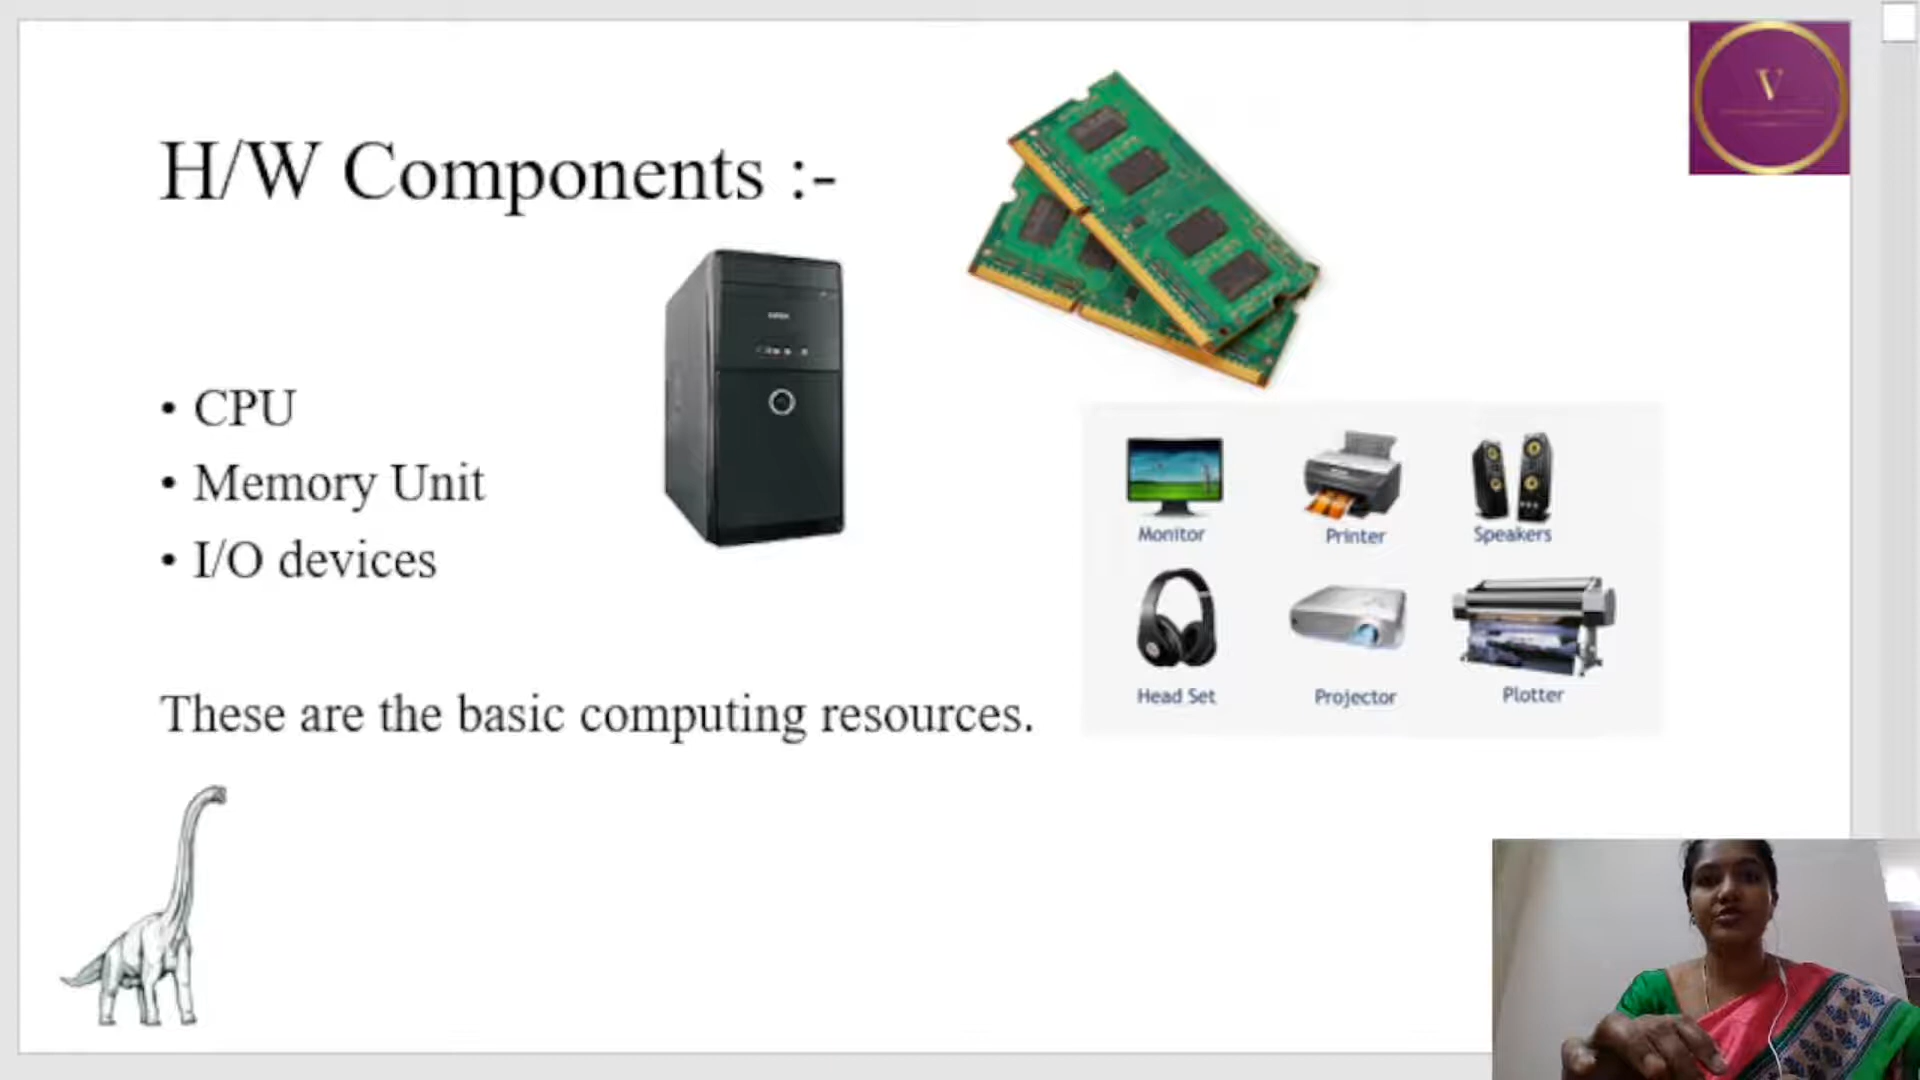 V
H/W Components :-
• CPU
• Memory Unit
• I/O devices
These are the basic computing resources.
Monitor
Printer
Speakers
Head Set
Projector
Plotter